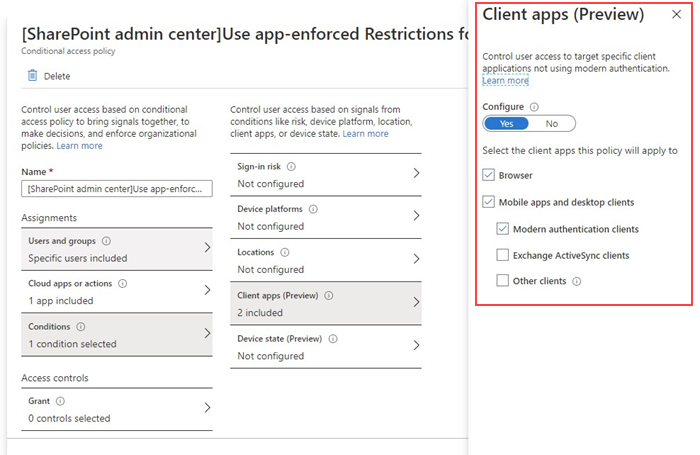 [SharePoint admin center]Use app-enforced Restrictions fo
Conditional access policy
Delete
Control user access based on conditional
access policy to bring signals together, to
to make decisions, and enforce organizational
policies. Learn more
Name *
[SharePoint admin center]Use app-enforc...
Assignments
Users and groups
Specific users included
Cloud apps or actions
1 app included
Conditions
1 condition selected
Access controls
Grant
0 controls selected
Control user access based on signals from
conditions like risk, device platform, location,
client apps, or device state. Learn more
Sign-in risk
Not configured
Device platforms
Not configured
Locations
Not configured
Client apps (Preview)
2 included
Device state (Preview)
Not configured
Client apps (Preview)
Control user access to target specific client
applications not using modern authentication.
Learn more
Configure
Yes No
Select the client apps this policy will apply to
Browser
Mobile apps and desktop clients
Modern authentication clients
Exchange ActiveSync clients
Other clients